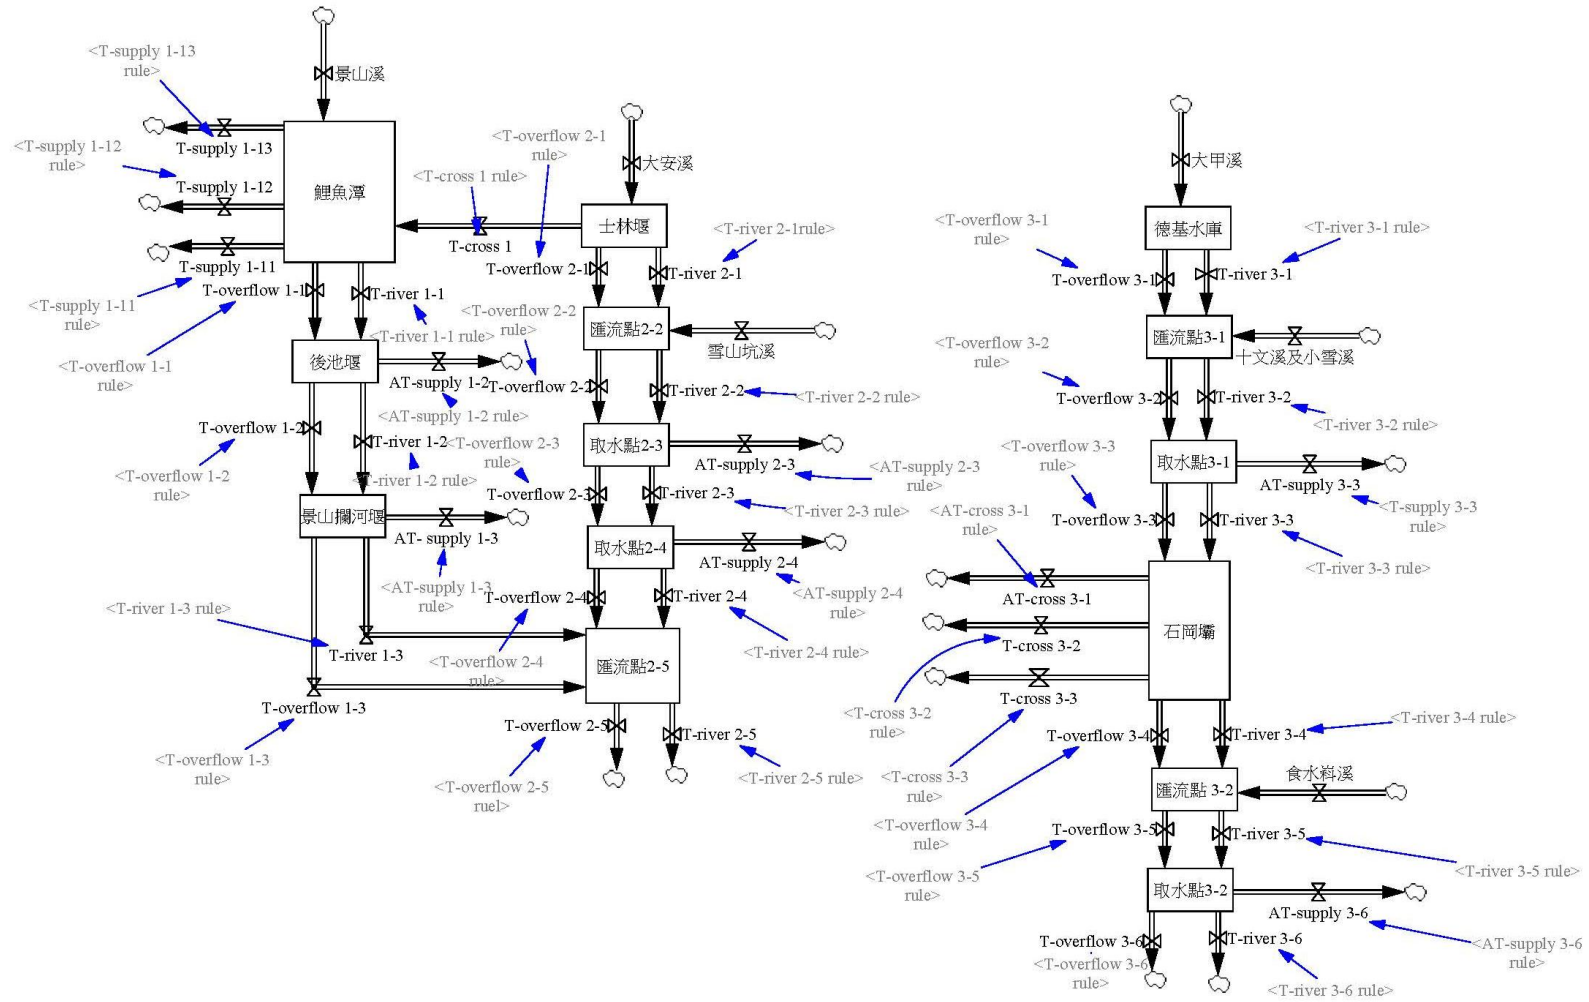 <T-supply 1-13
rule>
景山溪
T-supply 1-13
<T-supply 1-12
rule>
T-supply 1-12
鯉魚潭
T-supply 1-11
<T-supply 1-11
rule>
T-overflow 1-1
<T-overflow 1-1
rule>
T-river 1-1
<T-river 1-1 rule>
後池堰
AT-supply 1-2
<AT-supply 1-2 rule>
T-overflow 1-2
<T-overflow 1-2
rule>
T-river 1-2
<T-river 1-2 rule>
景山攔河堰
AT- supply 1-3
<AT-supply 1-3
rule>
<T-river 1-3 rule>
T-river 1-3
T-overflow 1-3
<T-overflow 1-3
rule>
<T-cross 1 rule>
T-cross 1
<T-overflow 2-1
rule>
大安溪
士林堰
T-overflow 2-1
T-river 2-1
<T-river 2-1rule>
<T-overflow 2-2
rule>
匯流點2-2
雪山坑溪
T-overflow 2-2
T-river 2-2
<T-river 2-2 rule>
<T-overflow 2-3
rule>
取水點2-3
AT-supply 2-3
<AT-supply 2-3
rule>
T-overflow 2-3
T-river 2-3
<T-river 2-3 rule>
取水點2-4
AT-supply 2-4
<AT-supply 2-4
rule>
T-overflow 2-4
<T-overflow 2-4
rule>
T-river 2-4
<T-river 2-4 rule>
匯流點2-5
T-overflow 2-5
<T-overflow 2-5
ruel>
T-river 2-5
<T-river 2-5 rule>
大甲溪
德基水庫
<T-overflow 3-1
rule>
T-overflow 3-1
T-river 3-1
<T-river 3-1 rule>
匯流點3-1
十文溪及小雪溪
<T-overflow 3-2
rule>
T-overflow 3-2
T-river 3-2
<T-river 3-2 rule>
取水點3-1
AT-supply 3-3
<T-supply 3-3
rule>
<T-overflow 3-3
rule>
T-overflow 3-3
T-river 3-3
<T-river 3-3 rule>
<AT-cross 3-1
rule>
AT-cross 3-1
石岡壩
T-cross 3-2
<T-cross 3-2
rule>
T-cross 3-3
<T-cross 3-3
rule>
T-overflow 3-4
<T-overflow 3-4
rule>
T-river 3-4
<T-river 3-4 rule>
匯流點 3-2
食水嵙溪
T-overflow 3-5
<T-overflow 3-5
rule>
T-river 3-5
<T-river 3-5 rule>
取水點3-2
AT-supply 3-6
<AT-supply 3-6
rule>
T-overflow 3-6
<T-overflow 3-6
rule>
T-river 3-6
<T-river 3-6 rule>